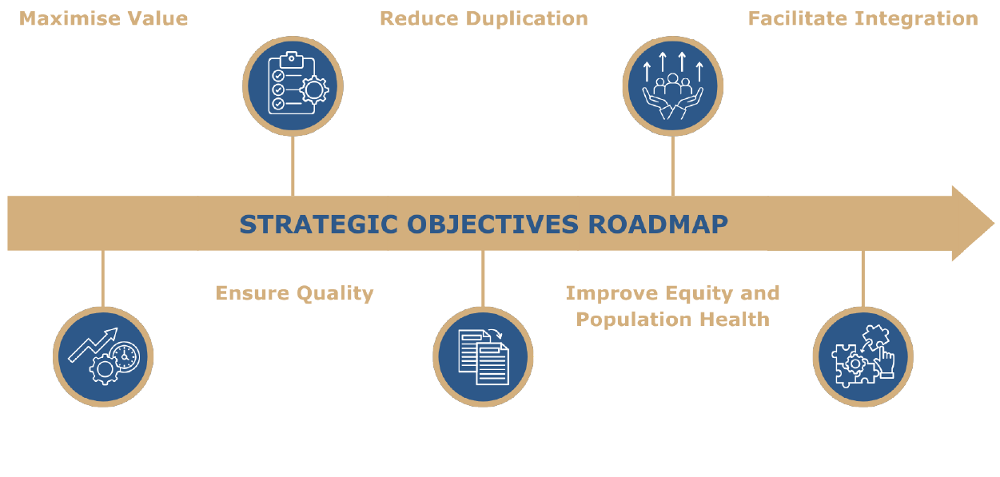 Maximise Value
Reduce Duplication
Facilitate Integration
STRATEGIC OBJECTIVES ROADMAP
Ensure Quality
Improve Equity and
Population Health